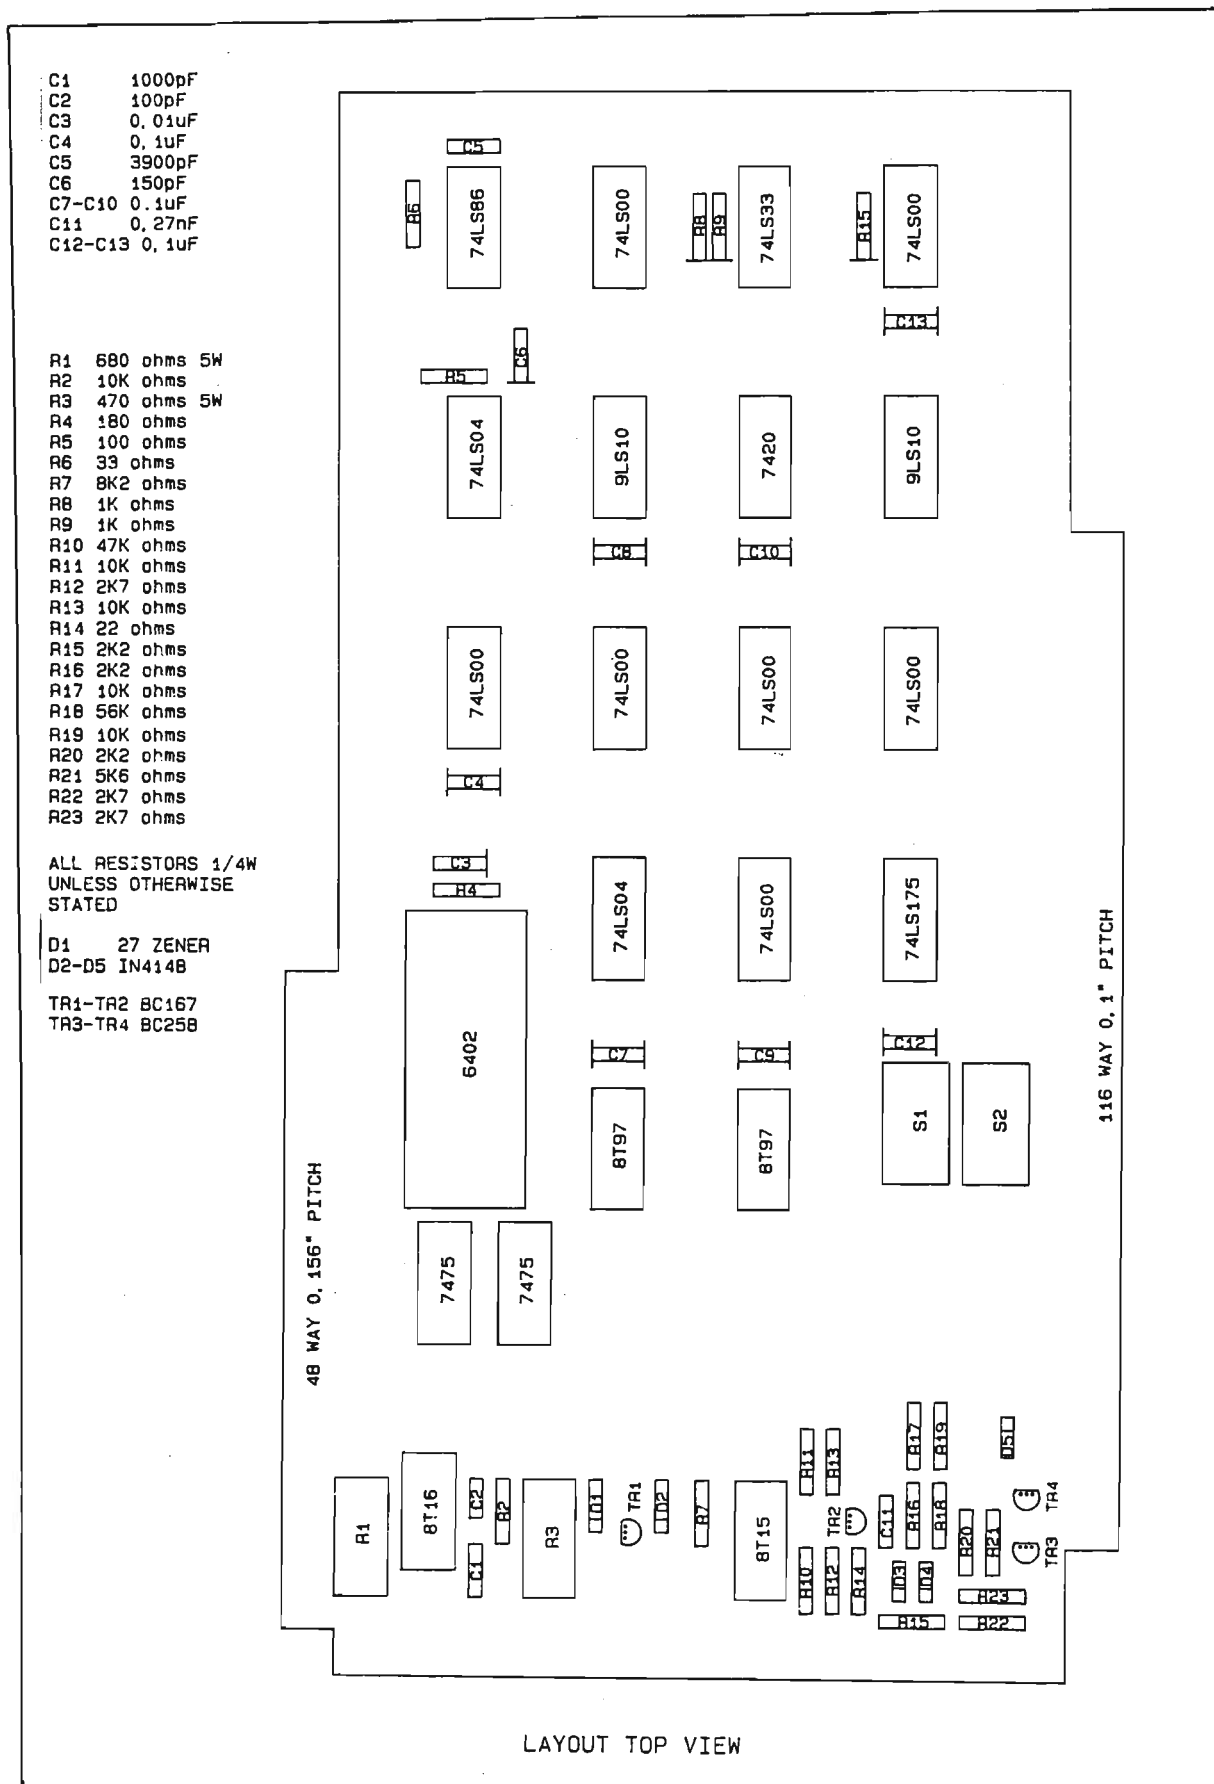 C1 1000pF
C2 100pF
C3 0,01uF
C4 0,1uF
C5 3900pF
C6 150pF
C7-C10 0.1uF
C11 0,27nF
C12-C13 0,1uF
R1 680 ohms 5W
R2 10K ohms
R3 470 ohms 5W
R4 180 ohms
R5 100 ohms
R6 33 ohms
R7 8K2 ohms
R8 1K ohms
R9 1K ohms
R10 47K ohms
R11 10K ohms
R12 2K7 ohms
R13 10K ohms
R14 22 ohms
R15 2K2 ohms
R16 2K2 ohms
R17 10K ohms
R18 56K ohms
R19 10K ohms
R20 2K2 ohms
R21 5K6 ohms
R22 2K7 ohms
R23 2K7 ohms
ALL RESISTORS 1/4W
UNLESS OTHERWISE
STATED
D1 27 ZENER
D2-D5 IN4148
TR1-TR2 BC167
TR3-TR4 BC258
C5
R6
74LS86
74LS00
R8
R9
74LS33
R15
74LS00
C13
C6
R5
74LS04
9LS10
7420
9LS10
C8
C10
74LS00
74LS00
74LS00
74LS00
C4
C3
R4
74LS04
74LS00
74LS175
6402
C7
C9
C12
8T97
8T97
S1
S2
116 WAY 0,1" PITCH
48 WAY 0,156" PITCH
7475
7475
R1
8T16
C2
R2
C1
R3
D1
TR1
D2
R7
8T15
R11
R13
TR2
R10
R12
R14
C11
R17
R19
R16
R18
D3
D4
R15
D5
R20
R21
TR4
TR3
R23
R22
LAYOUT TOP VIEW